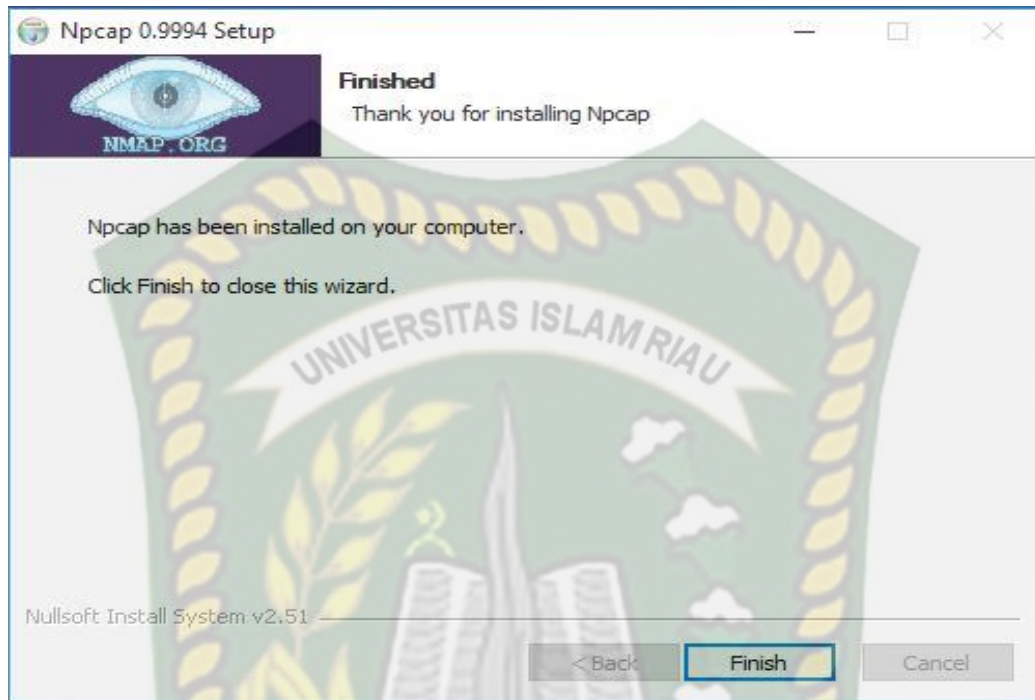 Npcap 0.9994 Setup
Finished
Thank you for installing Npcap
NMAP.ORG
Npcap has been installed on your computer.
Click Finish to close this wizard.
UNIVERSITAS ISLAM RIAU
Nullsoft Install System v2.51
< Back
Finish
Cancel